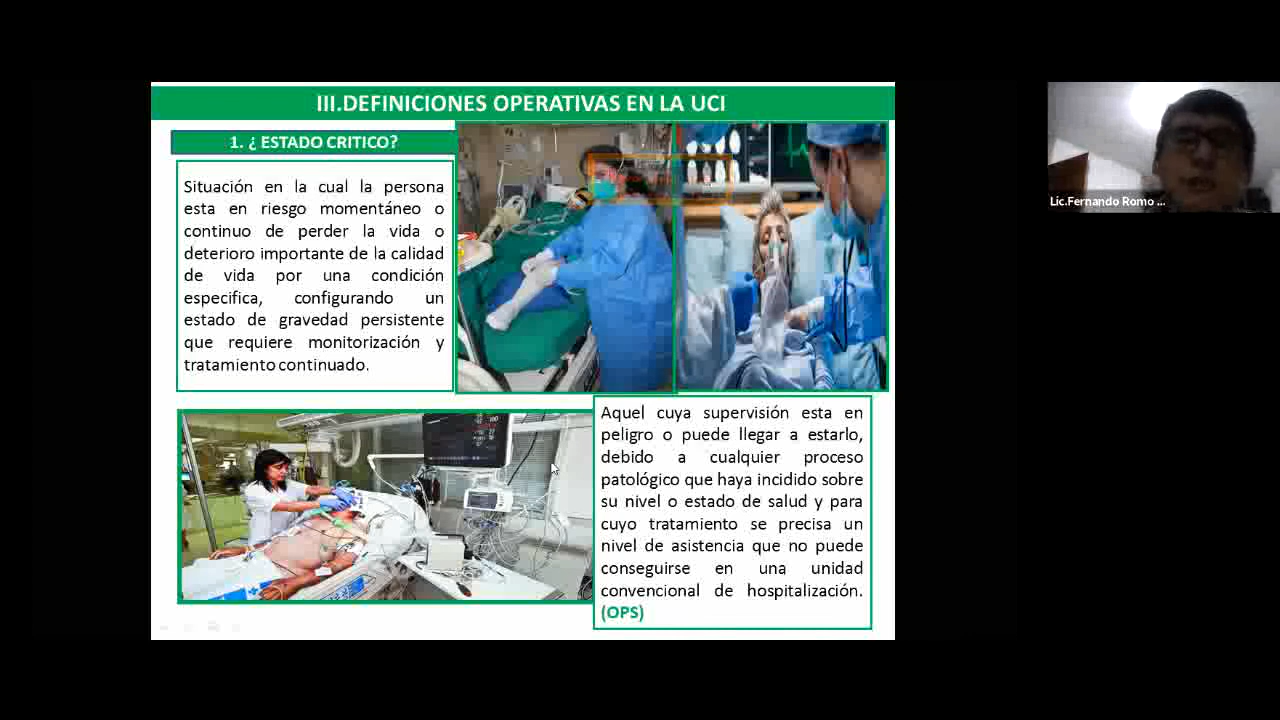 III.DEFINICIONES OPERATIVAS EN LA UCI
1. ¿ ESTADO CRITICO?
Situación en la cual la persona
esta en riesgo momentáneo o
continuo de perder la vida o
deterioro importante de la calidad
de vida por una condición
especifica, configurando un
estado de gravedad persistente
que requiere monitorización y
tratamiento continuado.
Aquel cuya supervisión esta en
peligro o puede llegar a estarlo,
debido a cualquier proceso
patológico que haya incidido sobre
su nivel o estado de salud y para
cuyo tratamiento se precisa un
nivel de asistencia que no puede
conseguirse en una unidad
convencional de hospitalización.
(OPS)
Lic.Fernando Romo ...